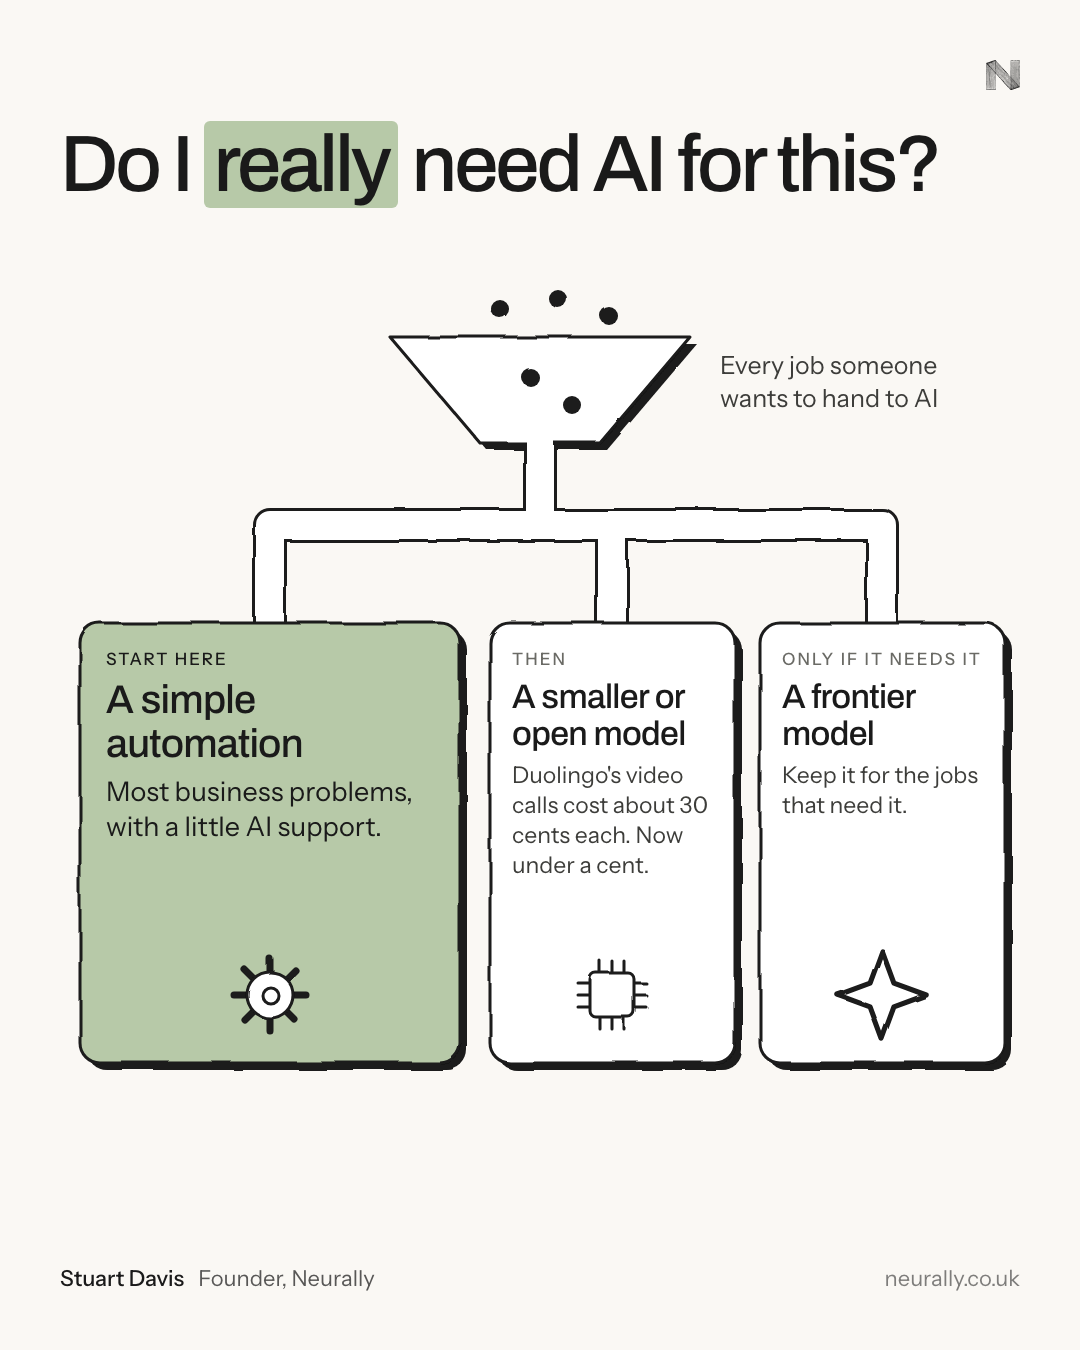 N
Do I really need AI for this?
Every job someone
wants to hand to AI
START HERE
A simple
automation
Most business problems,
with a little AI support.
THEN
A smaller or
open model
Duolingo's video
calls cost about 30
cents each. Now
under a cent.
ONLY IF IT NEEDS IT
A frontier
model
Keep it for the jobs
that need it.
Stuart Davis Founder, Neurally
neurally.co.uk